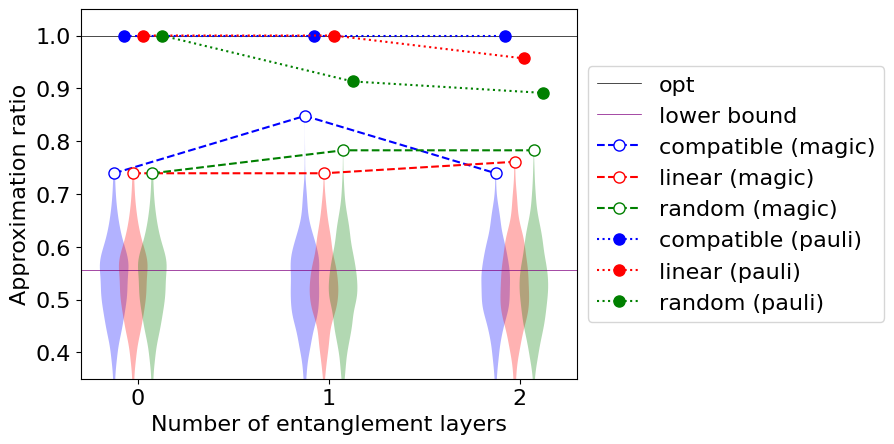 1.0
0.9
0.8
0.7
0.6
0.5
0.4
Approximation ratio
0 1 2
Number of entanglement layers
opt
lower bound
compatible (magic)
linear (magic)
random (magic)
compatible (pauli)
linear (pauli)
random (pauli)